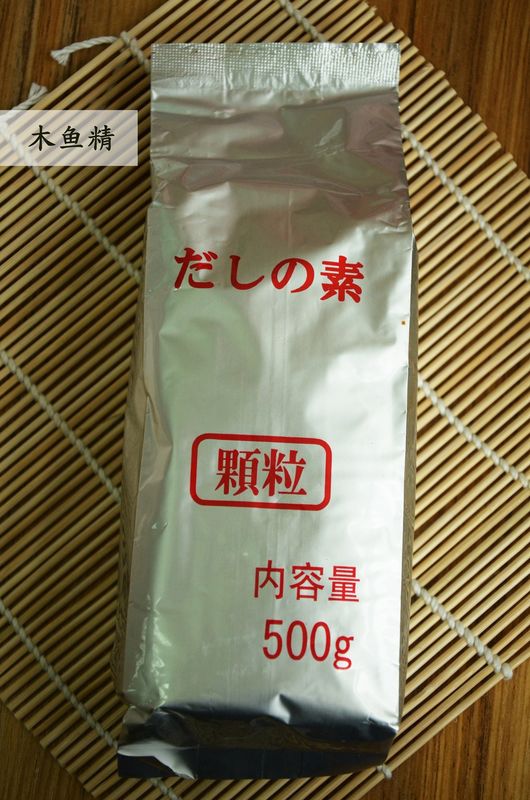 木鱼精
だしの素
顆粒
内容量
500g